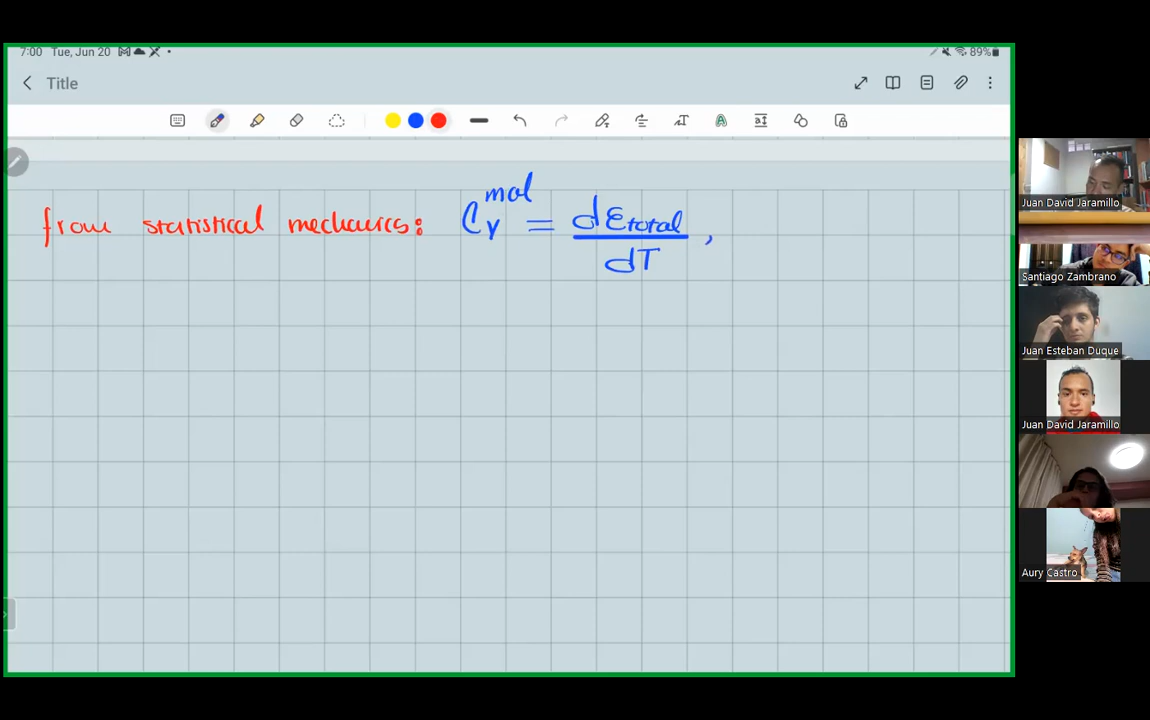 7:00 Tue, Jun 20
89%
Title
from statistical mechanics: C_V^mol = dε_total / dT ,
Juan David Jaramillo
Santiago Zambrano
Juan Esteban Duque
Juan David Jaramillo
Aury Castro